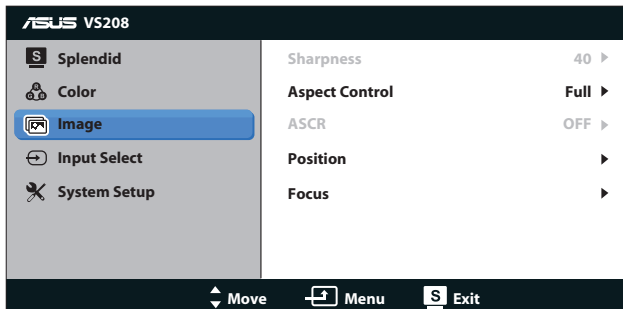 ASUS VS208
S Splendid
Color
Image
Input Select
System Setup
Sharpness 40
Aspect Control Full
ASCR OFF
Position
Focus
Move Menu S Exit